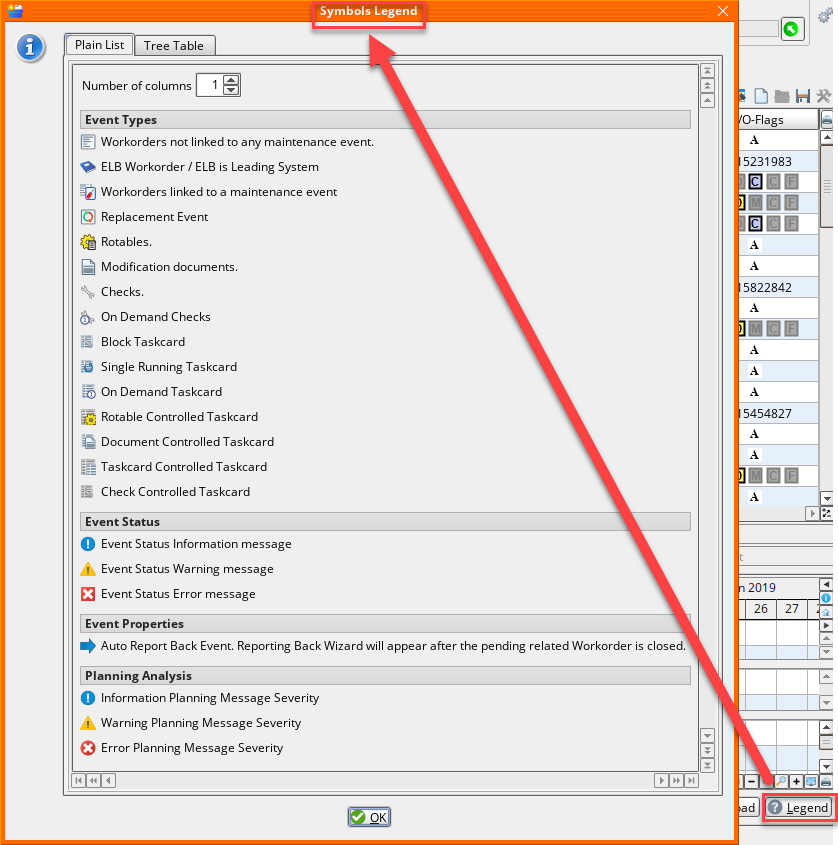 Symbols Legend
Plain List
Tree Table
Number of columns 1
Event Types
Workorders not linked to any maintenance event.
ELB Workorder / ELB is Leading System
Workorders linked to a maintenance event
Replacement Event
Rotables.
Modification documents.
Checks.
On Demand Checks
Block Taskcard
Single Running Taskcard
On Demand Taskcard
Rotable Controlled Taskcard
Document Controlled Taskcard
Taskcard Controlled Taskcard
Check Controlled Taskcard
Event Status
Event Status Information message
Event Status Warning message
Event Status Error message
Event Properties
Auto Report Back Event. Reporting Back Wizard will appear after the pending related Workorder is closed.
Planning Analysis
Information Planning Message Severity
Warning Planning Message Severity
Error Planning Message Severity
OK
/O-Flags
A
15231983
C C F
M C F
C C F
A
A
15822842
A
M C F
A
A
A
15454827
A
A
M C F
A
n 2019
26 27
ad
Legend